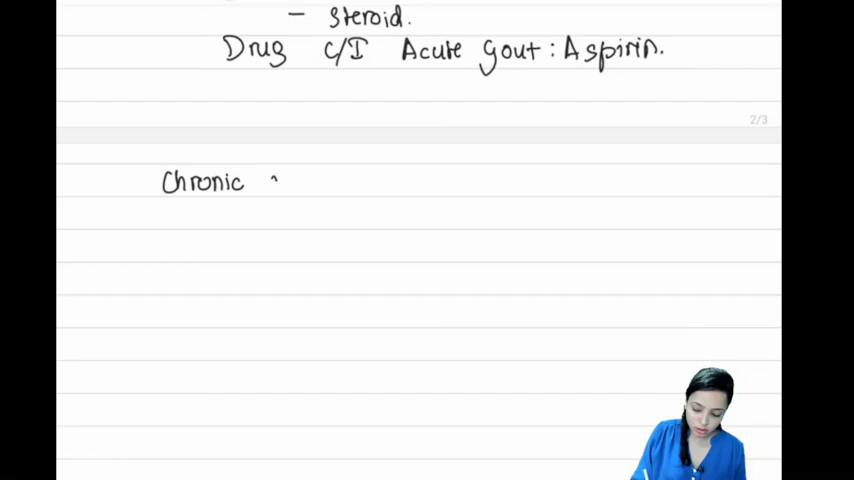 - Steroid.
Drug C/I Acute gout : Aspirin.
2/3
Chronic